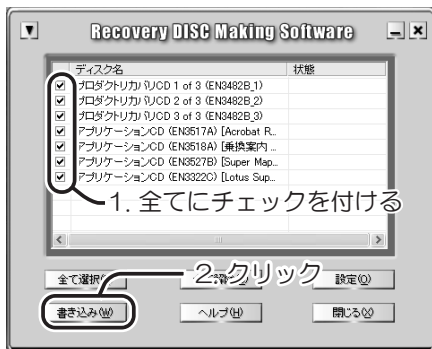 Recovery DISC Making Software
ディスク名 状態
プロダクトリカバリCD 1 of 3 (EN3482B_1)
プロダクトリカバリCD 2 of 3 (EN3482B_2)
プロダクトリカバリCD 3 of 3 (EN3482B_3)
アプリケーションCD (EN3517A) [Acrobat R...
アプリケーションCD (EN3518A) [乗換案内 ...
アプリケーションCD (EN3527B) [Super Map...
アプリケーションCD (EN3322C) [Lotus Sup...
1. 全てにチェックを付ける
全て選択 設定(O)
2.クリック
書き込み(W) ヘルプ(H) 閉じる(X)